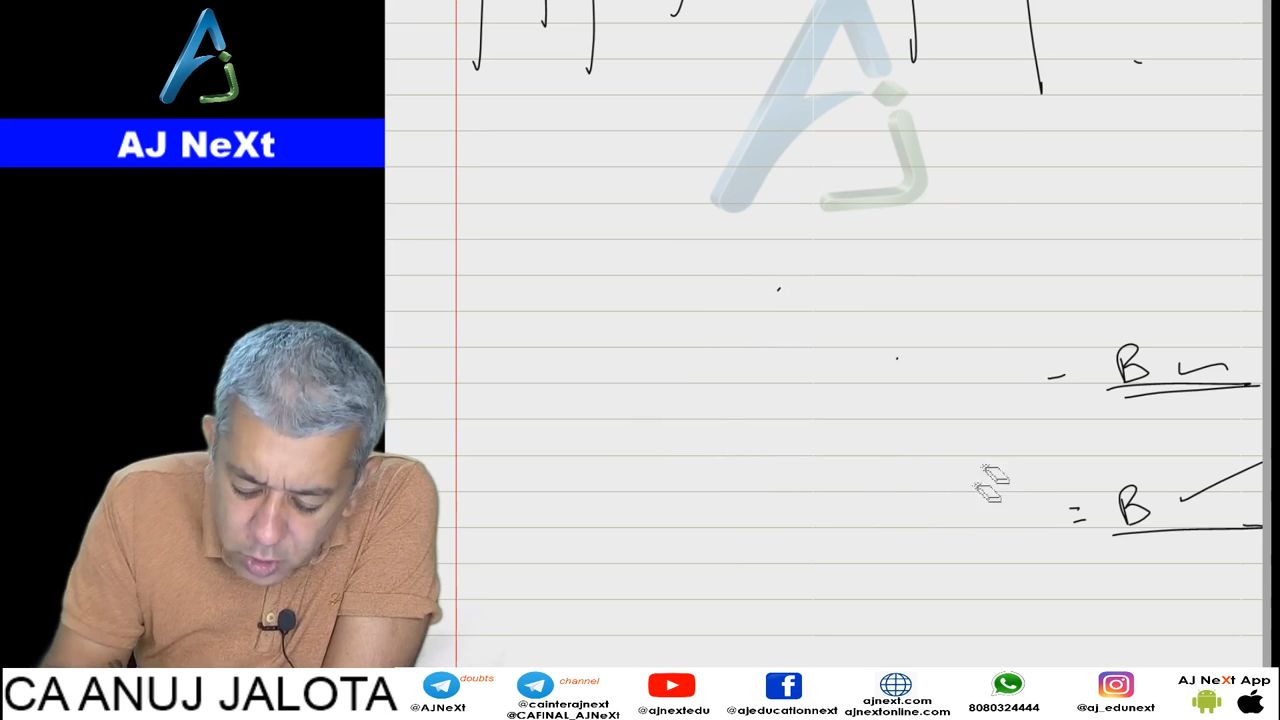 AJ NeXt
- B
= B
CA ANUJ JALOTA
doubts
@AJNeXt
channel
@cainterajnext
@CAFINAL_AJNeXt
@ajnextedu
@ajeducationnext
ajnext.com
ajnextonline.com
8080324444
@aj_edunext
AJ NeXt App